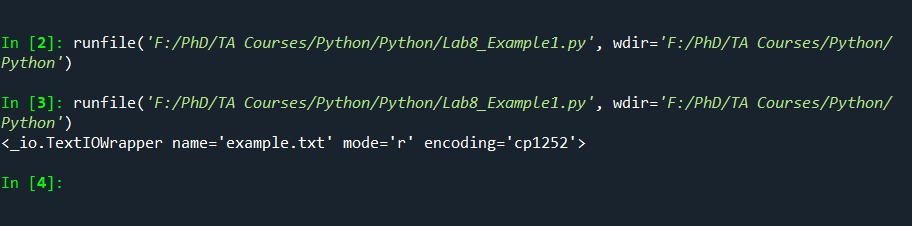 In [2]: runfile('F:/PhD/TA Courses/Python/Python/Lab8_Example1.py', wdir='F:/PhD/TA Courses/Python/
Python')
In [3]: runfile('F:/PhD/TA Courses/Python/Python/Lab8_Example1.py', wdir='F:/PhD/TA Courses/Python/
Python')
<_io.TextIOWrapper name='example.txt' mode='r' encoding='cp1252'>
In [4]: